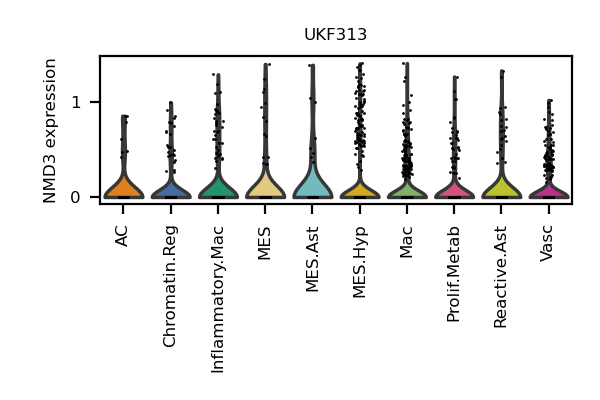 UKF313
NMD3 expression
1
0
AC
Chromatin.Reg
Inflammatory.Mac
MES
MES.Ast
MES.Hyp
Mac
Prolif.Metab
Reactive.Ast
Vasc